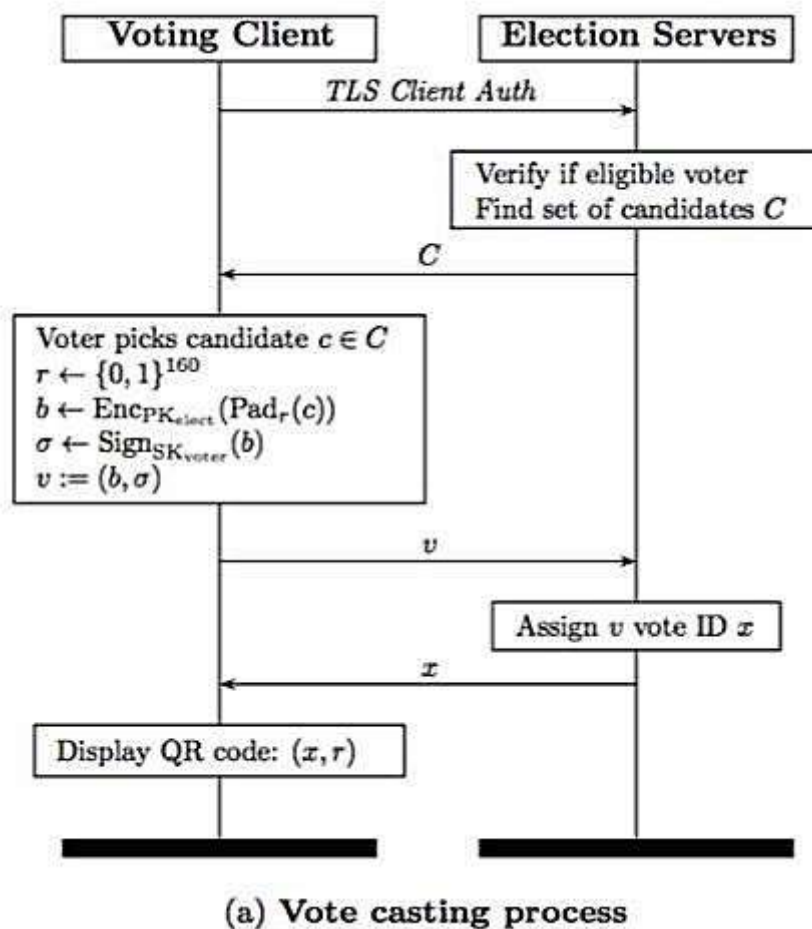 Voting Client
Election Servers
TLS Client Auth
Verify if eligible voter
Find set of candidates C
C
Voter picks candidate c ∈ C
r ← {0, 1}^160
b ← Enc_PK_elect(Pad_r(c))
σ ← Sign_SK_voter(b)
v := (b, σ)
v
Assign v vote ID x
x
Display QR code: (x, r)
(a) Vote casting process